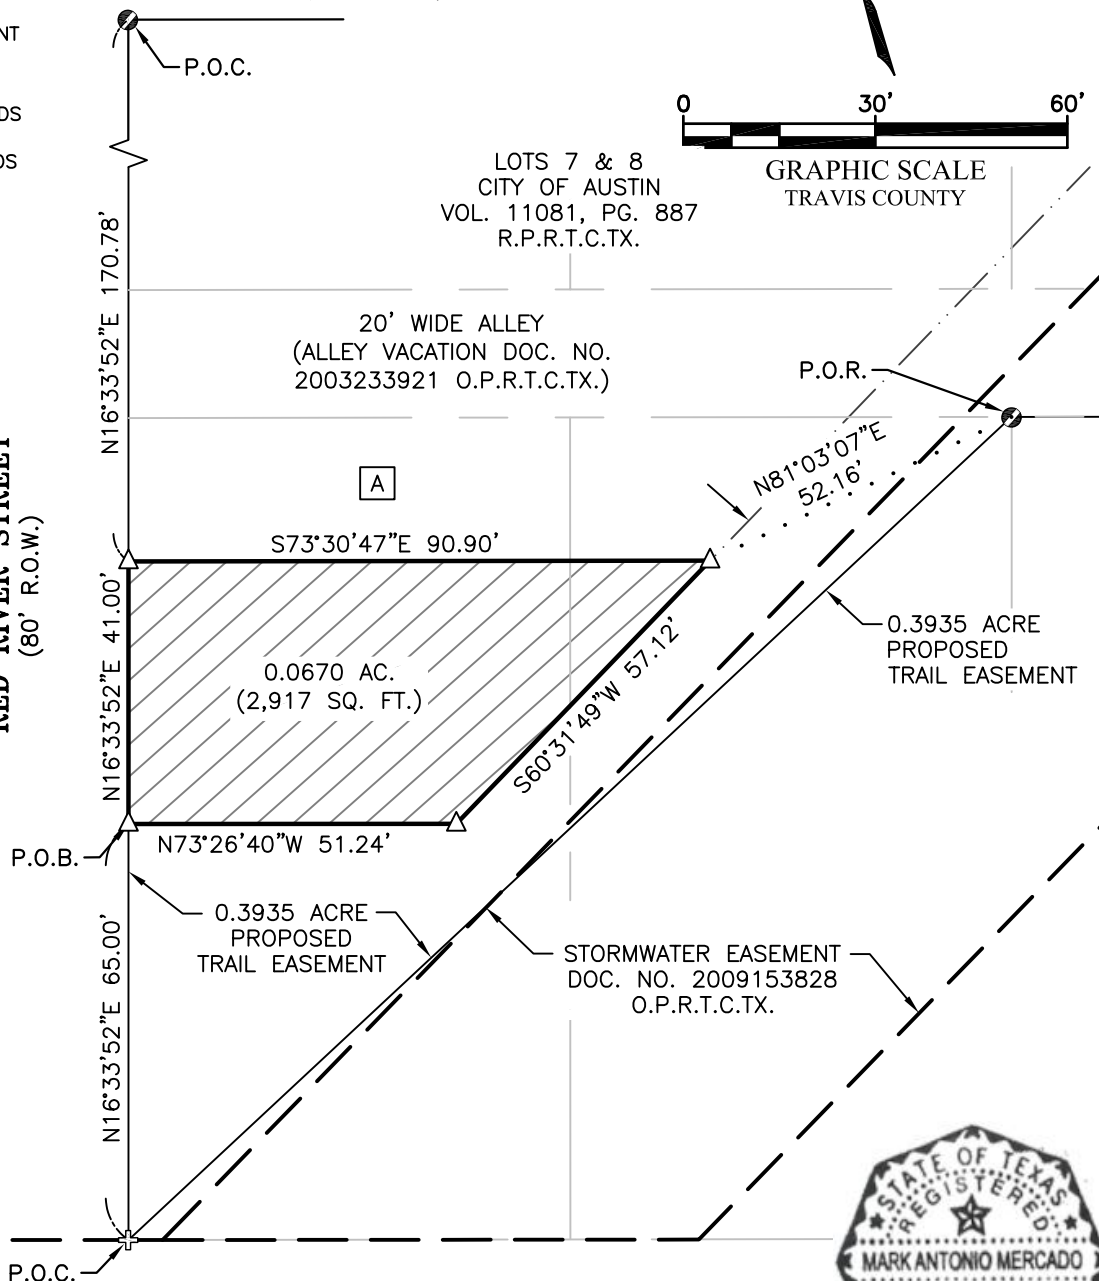 NT
P.O.C.
DS
DS
0 30' 60'
GRAPHIC SCALE
TRAVIS COUNTY
LOTS 7 & 8
CITY OF AUSTIN
VOL. 11081, PG. 887
R.P.R.T.C.TX.
N16°33'52"E 170.78'
20' WIDE ALLEY
(ALLEY VACATION DOC. NO.
2003233921 O.P.R.T.C.TX.)
P.O.R.
N81°03'07"E
52.16'
A
RED RIVER STREET
(80' R.O.W.)
S73°30'47"E 90.90'
N16°33'52"E 41.00'
0.0670 AC.
(2,917 SQ. FT.)
S60°31'49"W 57.12'
0.3935 ACRE
PROPOSED
TRAIL EASEMENT
P.O.B.
N73°26'40"W 51.24'
0.3935 ACRE
PROPOSED
TRAIL EASEMENT
N16°33'52"E 65.00'
STORMWATER EASEMENT
DOC. NO. 2009153828
O.P.R.T.C.TX.
P.O.C.
STATE OF TEXAS
REGISTERED
MARK ANTONIO MERCADO